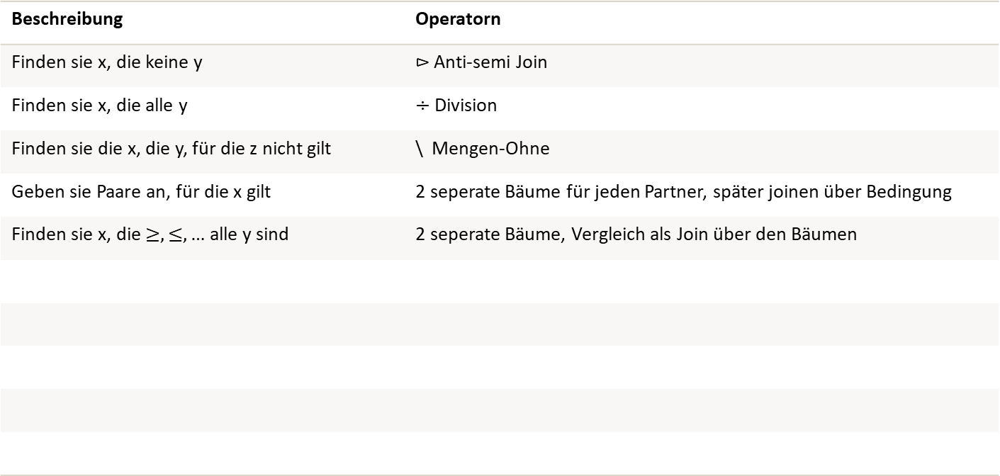 Beschreibung Operatorn
Finden sie x, die keine y ⊳ Anti-semi Join
Finden sie x, die alle y ÷ Division
Finden sie die x, die y, für die z nicht gilt \ Mengen-Ohne
Geben sie Paare an, für die x gilt 2 seperate Bäume für jeden Partner, später joinen über Bedingung
Finden sie x, die ≥, ≤, ... alle y sind 2 seperate Bäume, Vergleich als Join über den Bäumen